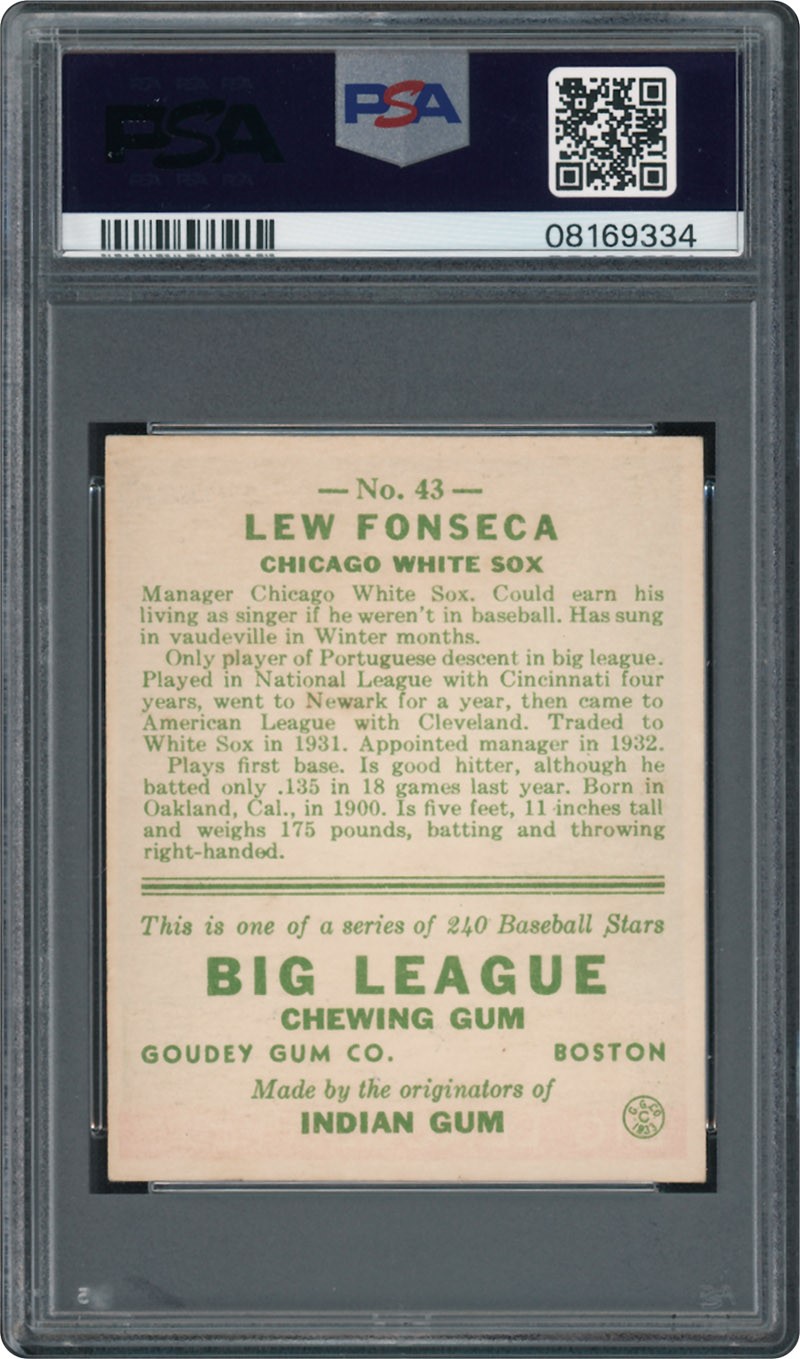 PSA
PSA
08169334
— No. 43 —
LEW FONSECA
CHICAGO WHITE SOX
Manager Chicago White Sox. Could earn his
living as singer if he weren't in baseball. Has sung
in vaudeville in Winter months.
Only player of Portuguese descent in big league.
Played in National League with Cincinnati four
years, went to Newark for a year, then came to
American League with Cleveland. Traded to
White Sox in 1931. Appointed manager in 1932.
Plays first base. Is good hitter, although he
batted only .135 in 18 games last year. Born in
Oakland, Cal., in 1900. Is five feet, 11 inches tall
and weighs 175 pounds, batting and throwing
right-handed.
This is one of a series of 240 Baseball Stars
BIG LEAGUE
CHEWING GUM
GOUDEY GUM CO. BOSTON
Made by the originators of
INDIAN GUM
G.G.CO
C
1933